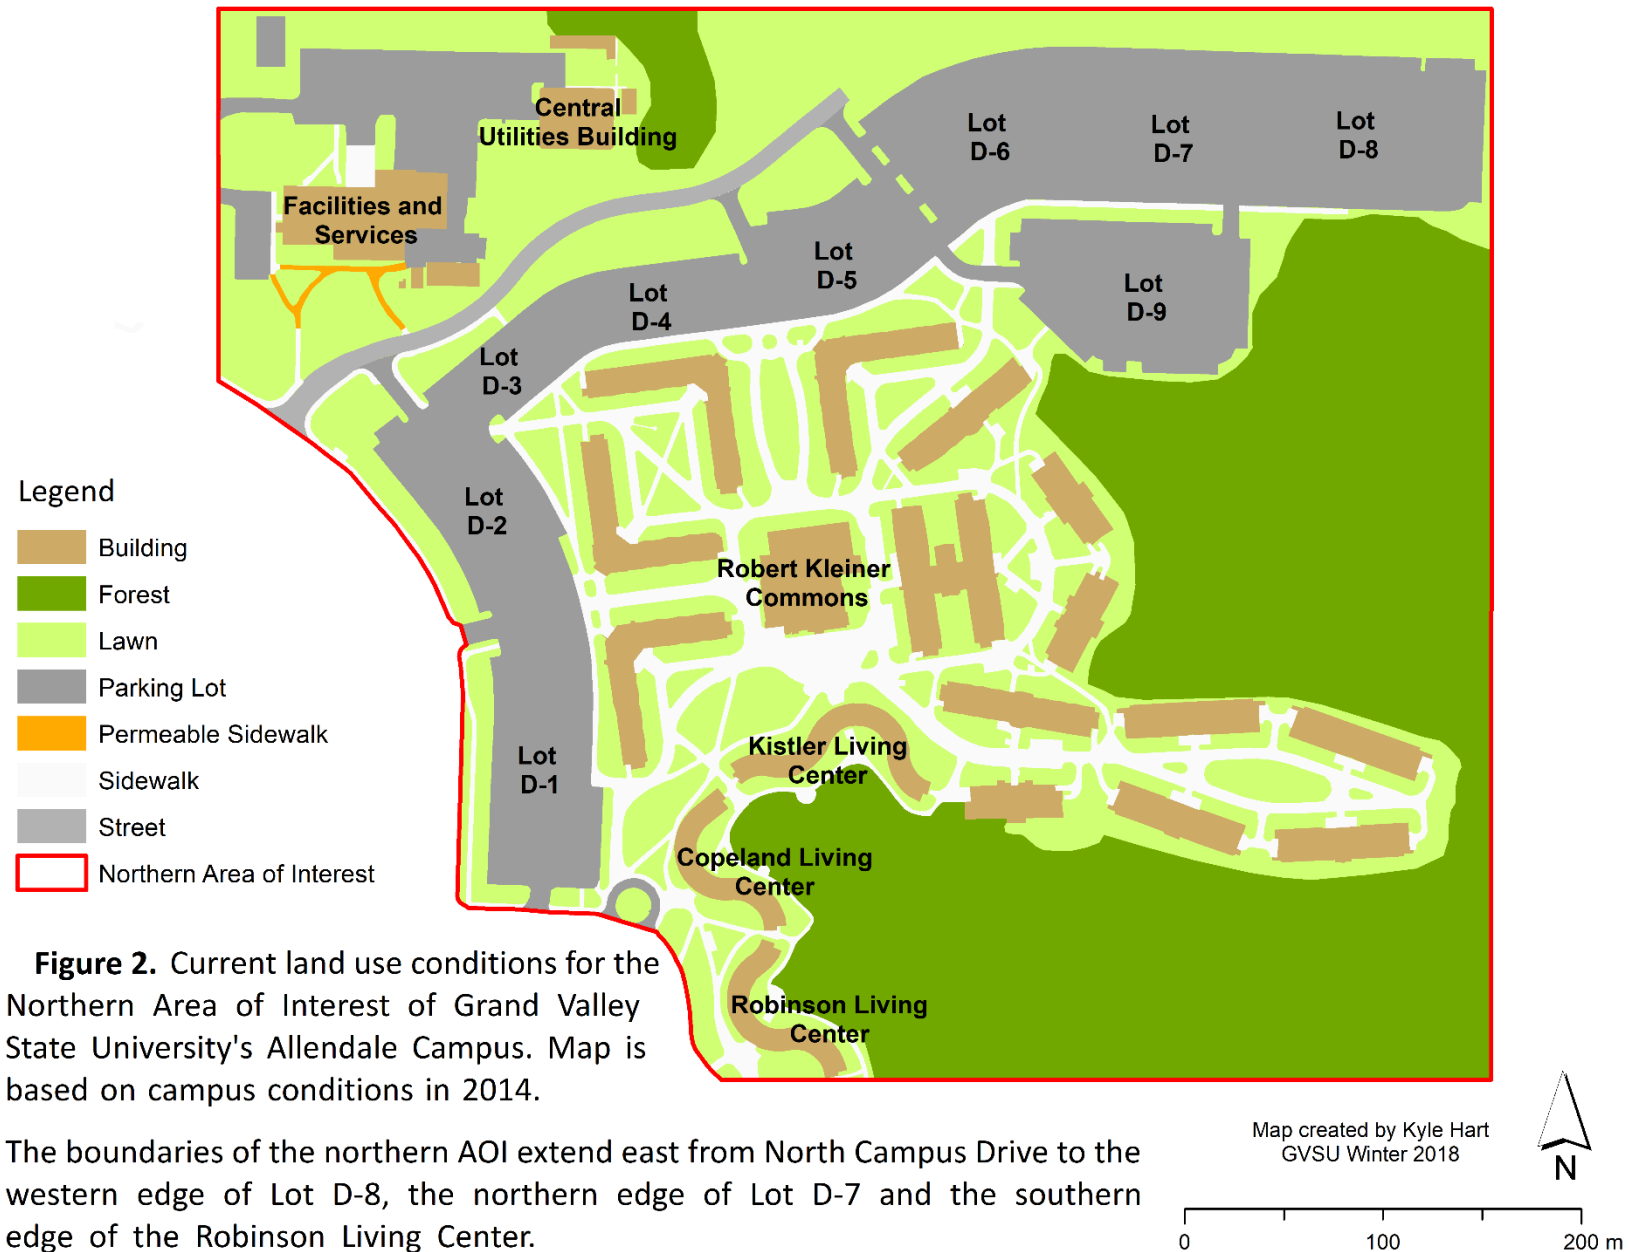 Central
Utilities Building
Lot
D-6
Lot
D-7
Lot
D-8
Facilities and
Services
Lot
D-5
Lot
D-4
Lot
D-9
Lot
D-3
Lot
D-2
Robert Kleiner
Commons
Lot
D-1
Kistler Living
Center
Copeland Living
Center
Robinson Living
Center
Legend
Building
Forest
Lawn
Parking Lot
Permeable Sidewalk
Sidewalk
Street
Northern Area of Interest
Figure 2. Current land use conditions for the
Northern Area of Interest of Grand Valley
State University's Allendale Campus. Map is
based on campus conditions in 2014.
The boundaries of the northern AOI extend east from North Campus Drive to the
western edge of Lot D-8, the northern edge of Lot D-7 and the southern
edge of the Robinson Living Center.
Map created by Kyle Hart
GVSU Winter 2018
N
0 100 200 m